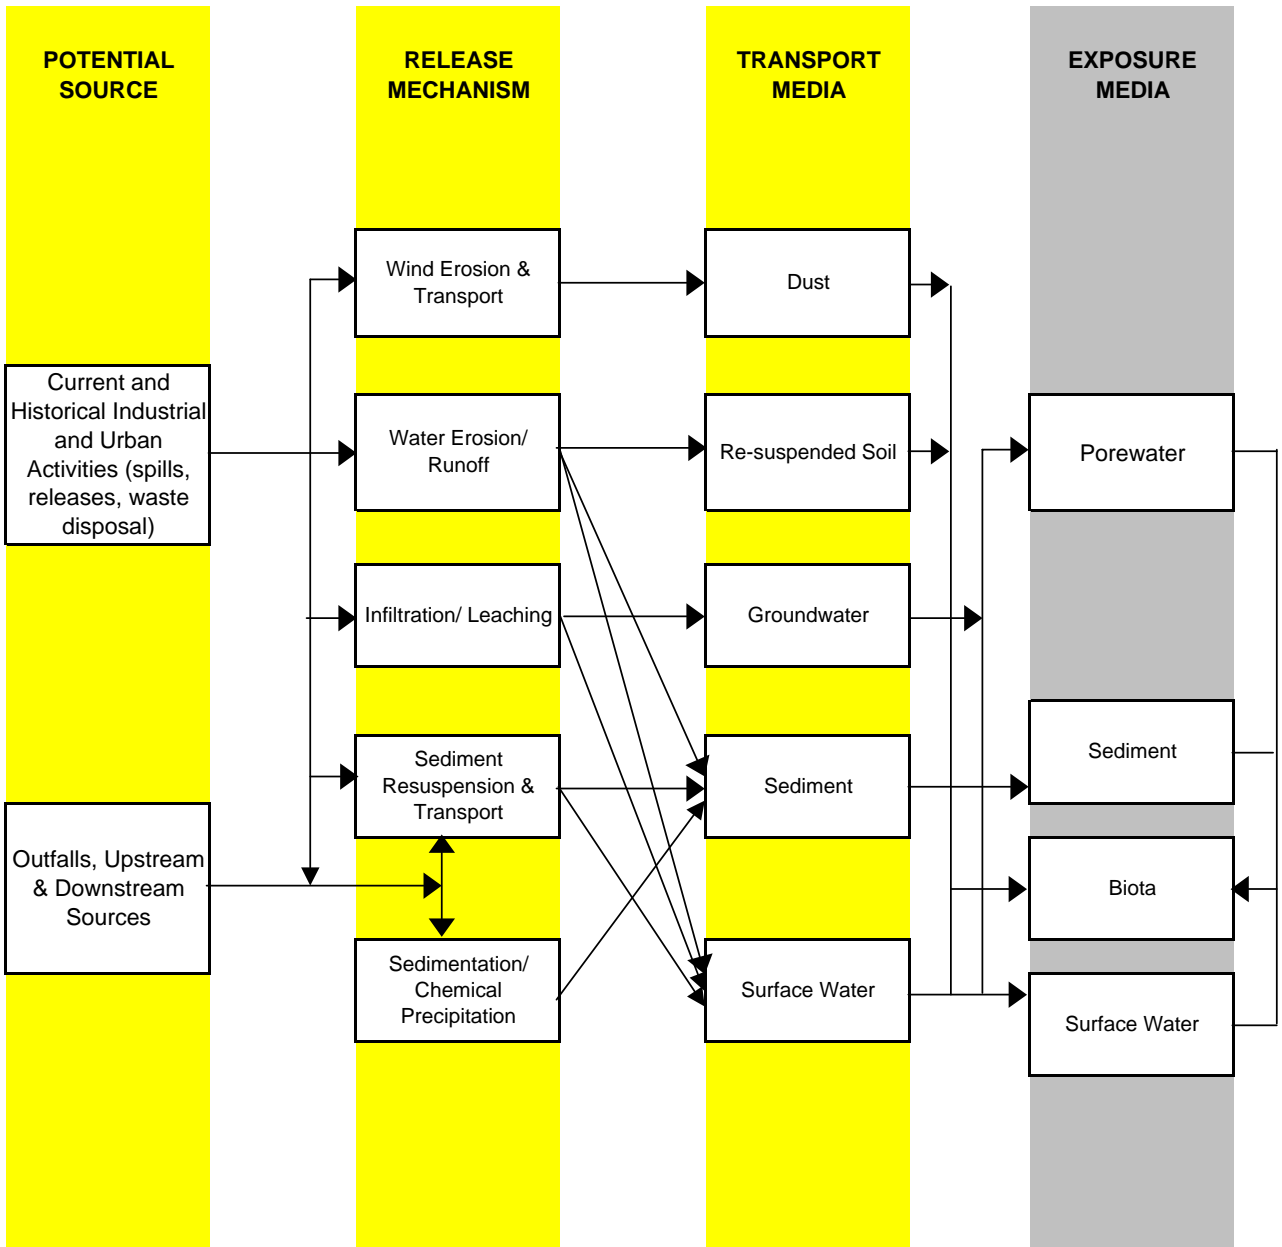 POTENTIAL
SOURCE
RELEASE
MECHANISM
TRANSPORT
MEDIA
EXPOSURE
MEDIA
Current and
Historical Industrial
and Urban
Activities (spills,
releases, waste
disposal)
Outfalls, Upstream
& Downstream
Sources
Wind Erosion &
Transport
Water Erosion/
Runoff
Infiltration/ Leaching
Sediment
Resuspension &
Transport
Sedimentation/
Chemical
Precipitation
Dust
Re-suspended Soil
Groundwater
Sediment
Surface Water
Porewater
Sediment
Biota
Surface Water